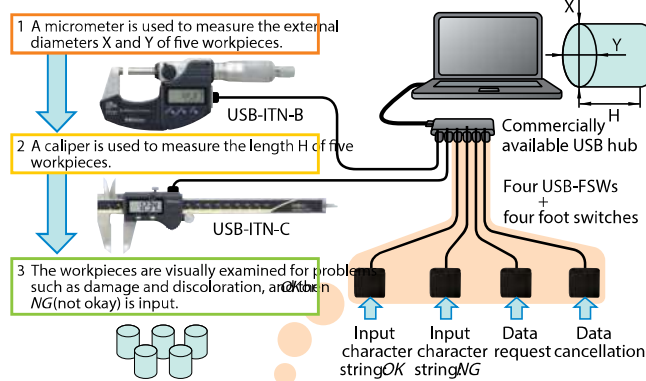 1 A micrometer is used to measure the external
diameters X and Y of five workpieces.
USB-ITN-B
2 A caliper is used to measure the length H of five
workpieces.
USB-ITN-C
3 The workpieces are visually examined for problems
such as damage and discoloration, and then OK or
NG (not okay) is input.
X
Y
H
Commercially
available USB hub
Four USB-FSWs
+
four foot switches
Input
character
string OK
Input
character
string NG
Data
request
Data
cancellation